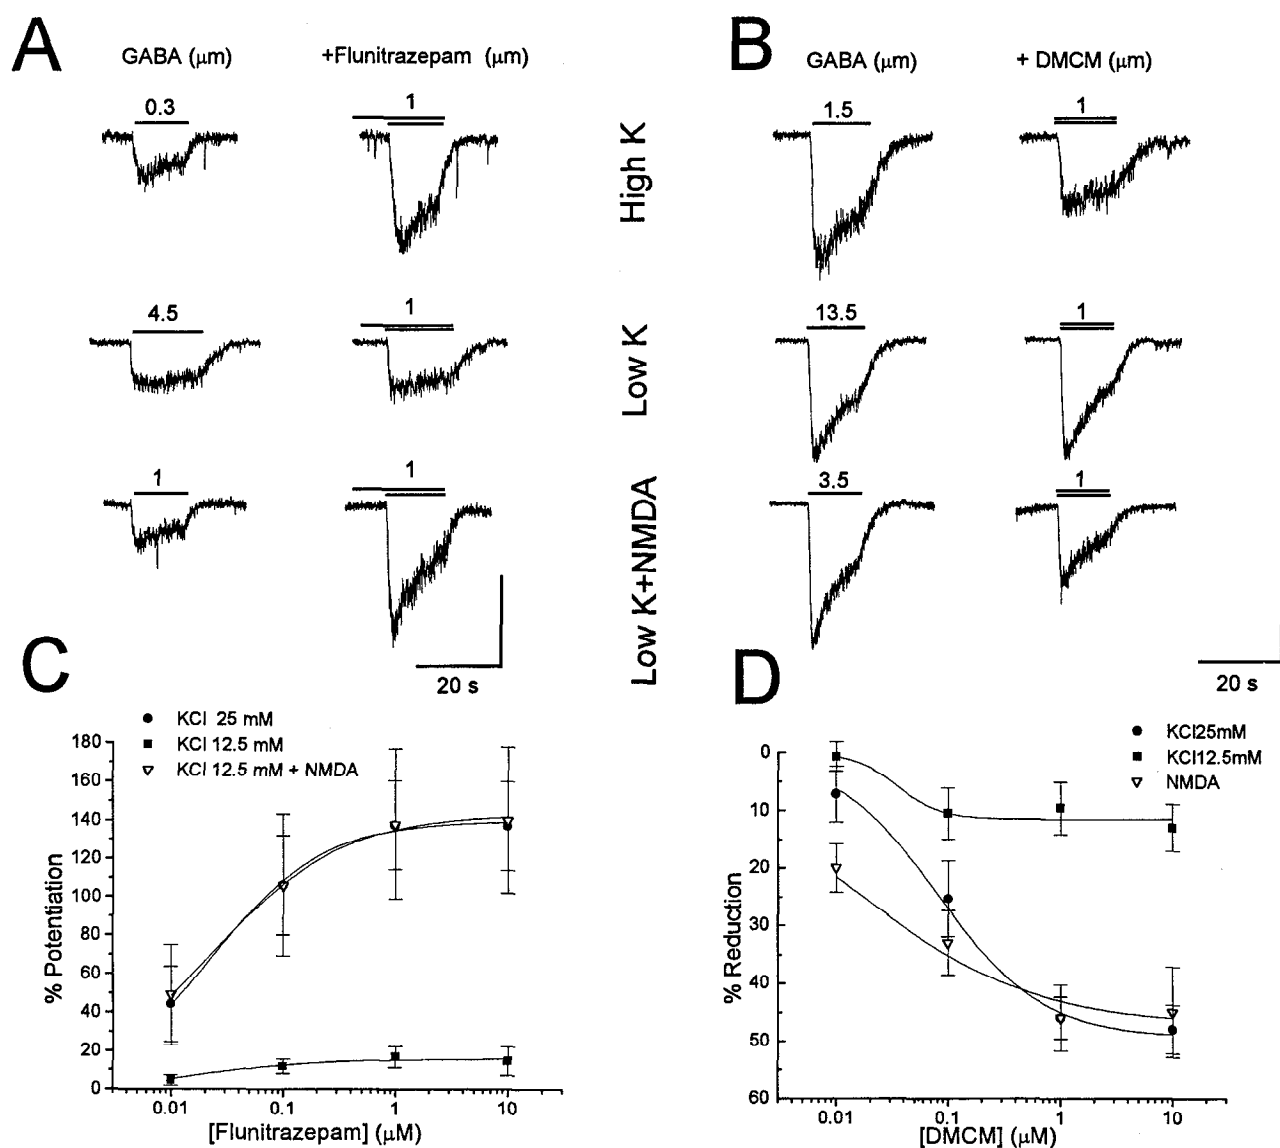 A
GABA (μm)
+Flunitrazepam (μm)
0.3
1
High K
4.5
1
Low K
1
1
Low K+NMDA
20 s
B
GABA (μm)
+ DMCM (μm)
1.5
1
13.5
1
3.5
1
20 s
C
KCl 25 mM
KCl 12.5 mM
KCl 12.5 mM + NMDA
% Potentiation
180
160
140
120
100
80
60
40
20
0
0.01 0.1 1 10
[Flunitrazepam] (μM)
D
KCl25mM
KCl12.5mM
NMDA
% Reduction
0
10
20
30
40
50
60
0.01 0.1 1 10
[DMCM] (μM)